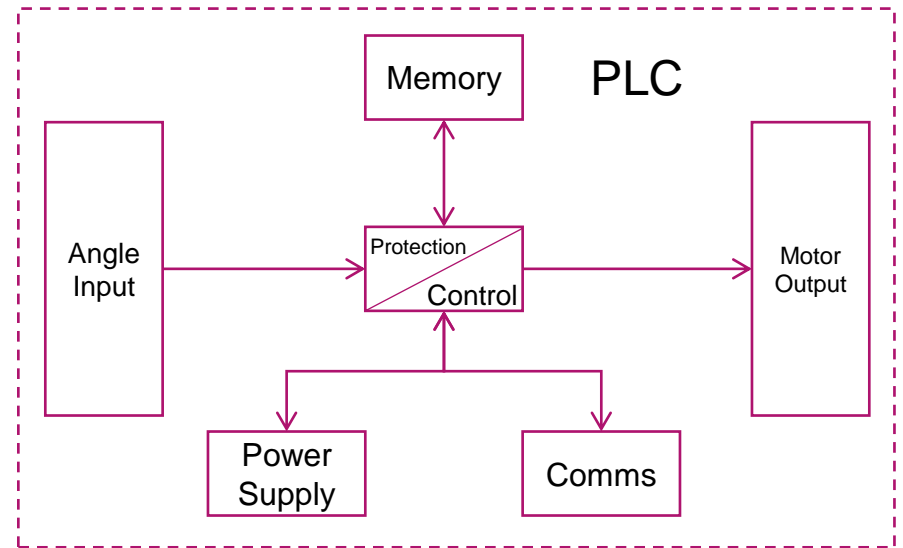 Memory
PLC
Angle
Input
Protection
Control
Motor
Output
Power
Supply
Comms